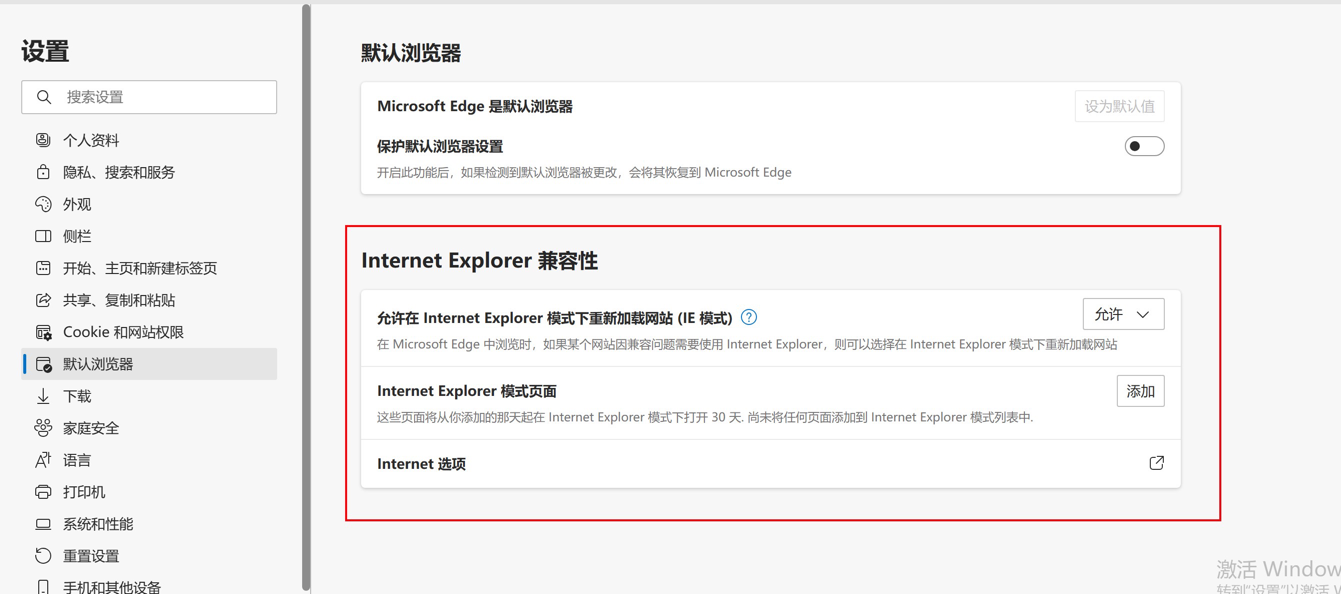 设置
搜索设置
个人资料
隐私、搜索和服务
外观
侧栏
开始、主页和新建标签页
共享、复制和粘贴
Cookie 和网站权限
默认浏览器
下载
家庭安全
语言
打印机
系统和性能
重置设置
手机和其他设备
默认浏览器
Microsoft Edge 是默认浏览器
设为默认值
保护默认浏览器设置
开启此功能后，如果检测到默认浏览器被更改，会将其恢复到 Microsoft Edge
Internet Explorer 兼容性
允许在 Internet Explorer 模式下重新加载网站 (IE 模式)
允许
在 Microsoft Edge 中浏览时，如果某个网站因兼容问题需要使用 Internet Explorer，则可以选择在 Internet Explorer 模式下重新加载网站
Internet Explorer 模式页面
添加
这些页面将从你添加的那天起在 Internet Explorer 模式下打开 30 天. 尚未将任何页面添加到 Internet Explorer 模式列表中.
Internet 选项
激活 Window
转到"设置"以激活 W